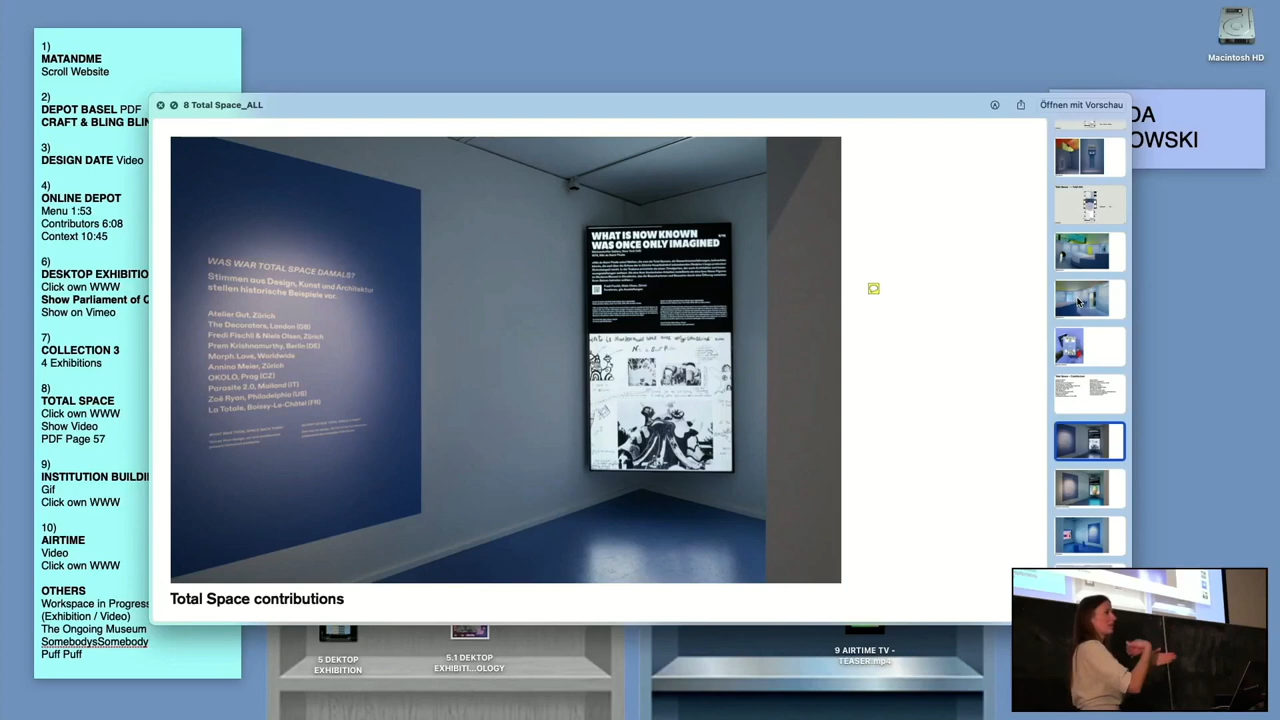 1)
MATANDME
Scroll Website
2)
DEPOT BASEL PDF
CRAFT & BLING BLIN
3)
DESIGN DATE Video
4)
ONLINE DEPOT
Menu 1:53
Contributors 6:08
Context 10:45
6)
DESKTOP EXHIBITIO
Click own WWW
Show Parliament of
Show on Vimeo
7)
COLLECTION 3
4 Exhibitions
8)
TOTAL SPACE
Click own WWW
Show Video
PDF Page 57
9)
INSTITUTION BUILDI
Gif
Click own WWW
10)
AIRTIME
Video
Click own WWW
OTHERS
Workspace in Progress
(Exhibition / Video)
The Ongoing Museum
SomebodysSomebody
Puff Puff
8 Total Space_ALL
Öffnen mit Vorschau
WAS WAR TOTAL SPACE DAMALS?
Stimmen aus Design, Kunst und Architektur
stellen historische Beispiele vor.
Atelier Gut, Zürich
The Decorators, London (GB)
Fredi Fischli & Niels Olsen, Zürich
Prem Krishnamurthy, Berlin (DE)
Morph.Love, Worldwide
Annina Meier, Zürich
OKOLO, Prag (CZ)
Parasite 2.0, Mailand (IT)
Zoë Ryan, Philadelphia (US)
La Totale, Boissy-Le-Châtel (FR)
WHAT IS NOW KNOWN
WAS ONCE ONLY IMAGINED
Total Space contributions
Macintosh HD
DA
OWSKI
5 DEKTOP
EXHIBITION
5.1 DEKTOP
EXHIBITI...OLOGY
9 AIRTIME TV -
TEASER.mp4